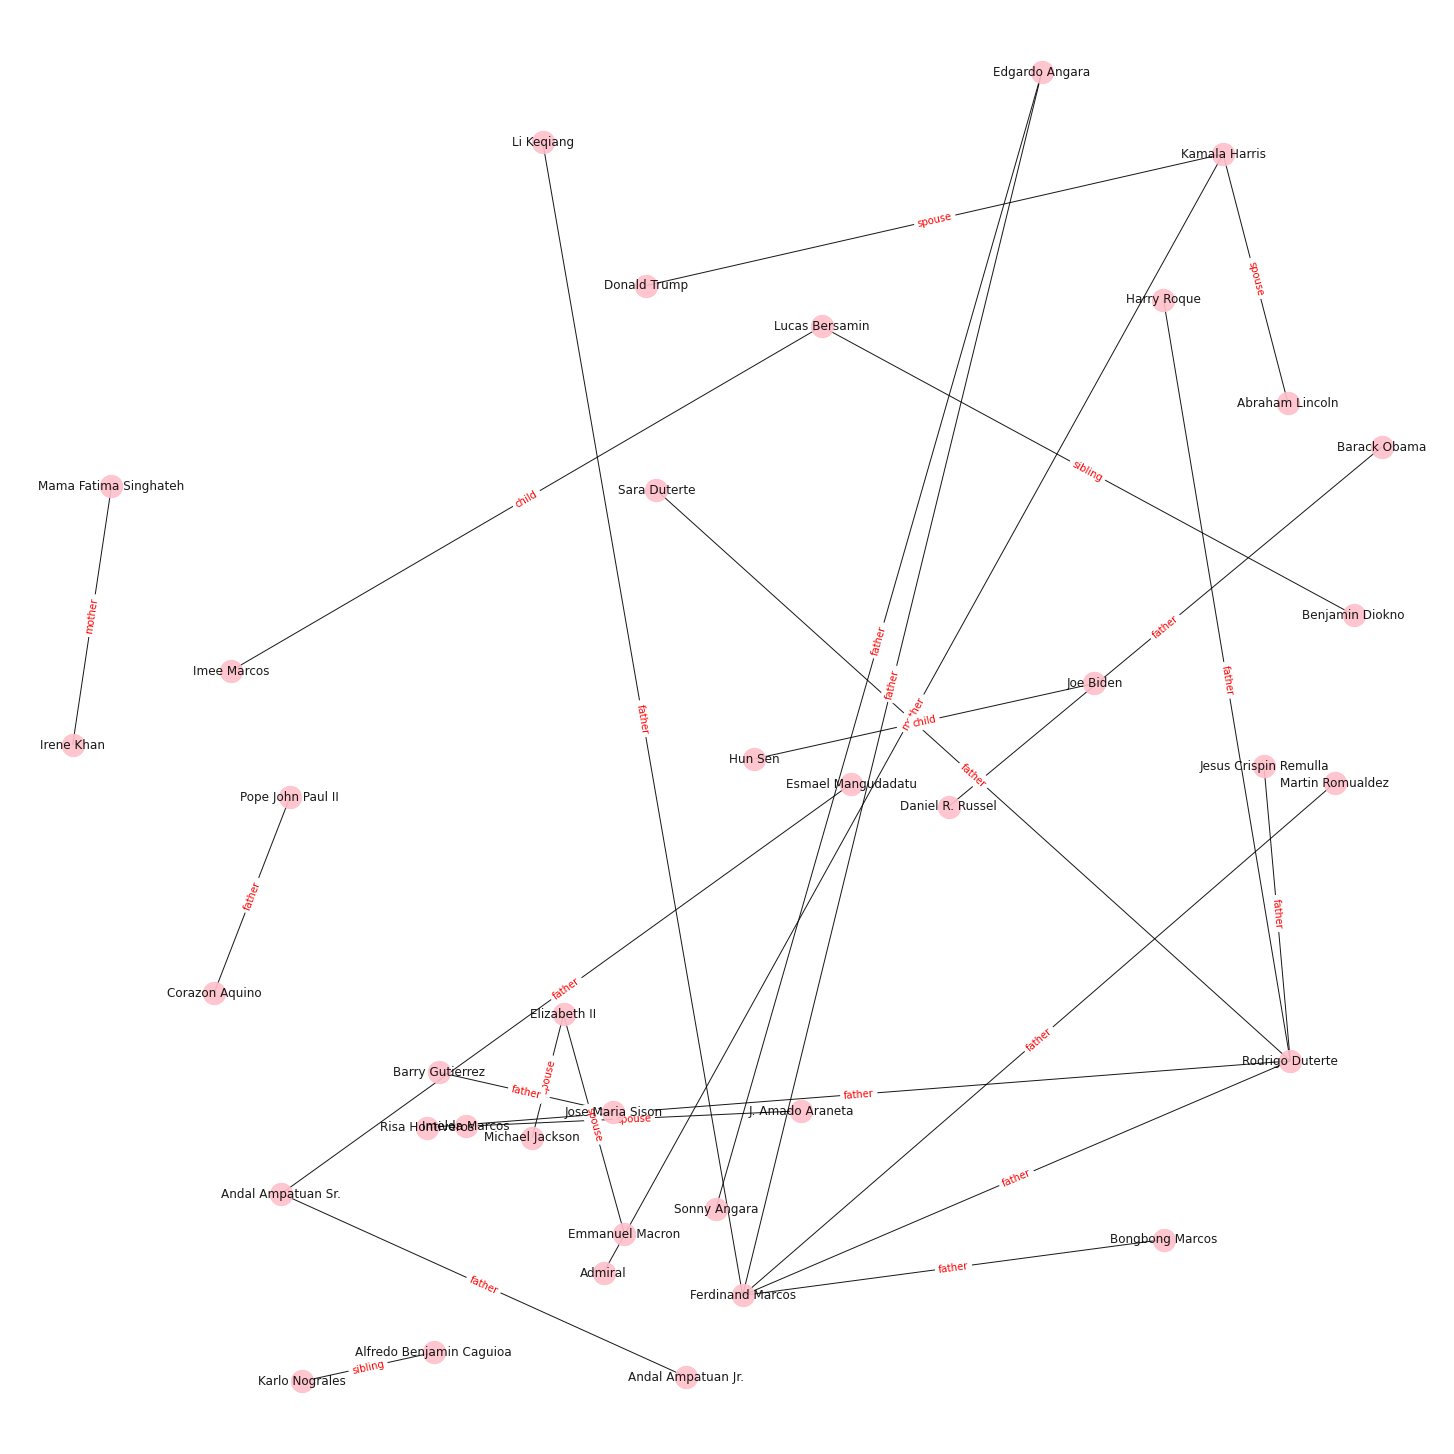 Edgardo Angara
Li Keqiang
Kamala Harris
spouse
spouse
Donald Trump
Harry Roque
Lucas Bersamin
Abraham Lincoln
Barack Obama
sibling
Mama Fatima Singhateh
Sara Duterte
child
mother
Benjamin Diokno
father
father
Imee Marcos
father
father
Joe Biden
father
child
Irene Khan
Hun Sen
Jesus Crispin Remulla
father
Esmael Mangudadatu
Martin Romualdez
Pope John Paul II
Daniel R. Russel
father
father
father
Corazon Aquino
Elizabeth II
father
Rodrigo Duterte
Barry Gutierrez
spouse
father
father
Jose Maria Sison
J. Amado Araneta
spouse
spouse
Risa Hontiveros
Imelda Marcos
Michael Jackson
father
Andal Ampatuan Sr.
Sonny Angara
Emmanuel Macron
Bongbong Marcos
father
Admiral
father
Ferdinand Marcos
Alfredo Benjamin Caguioa
sibling
Karlo Nograles
Andal Ampatuan Jr.